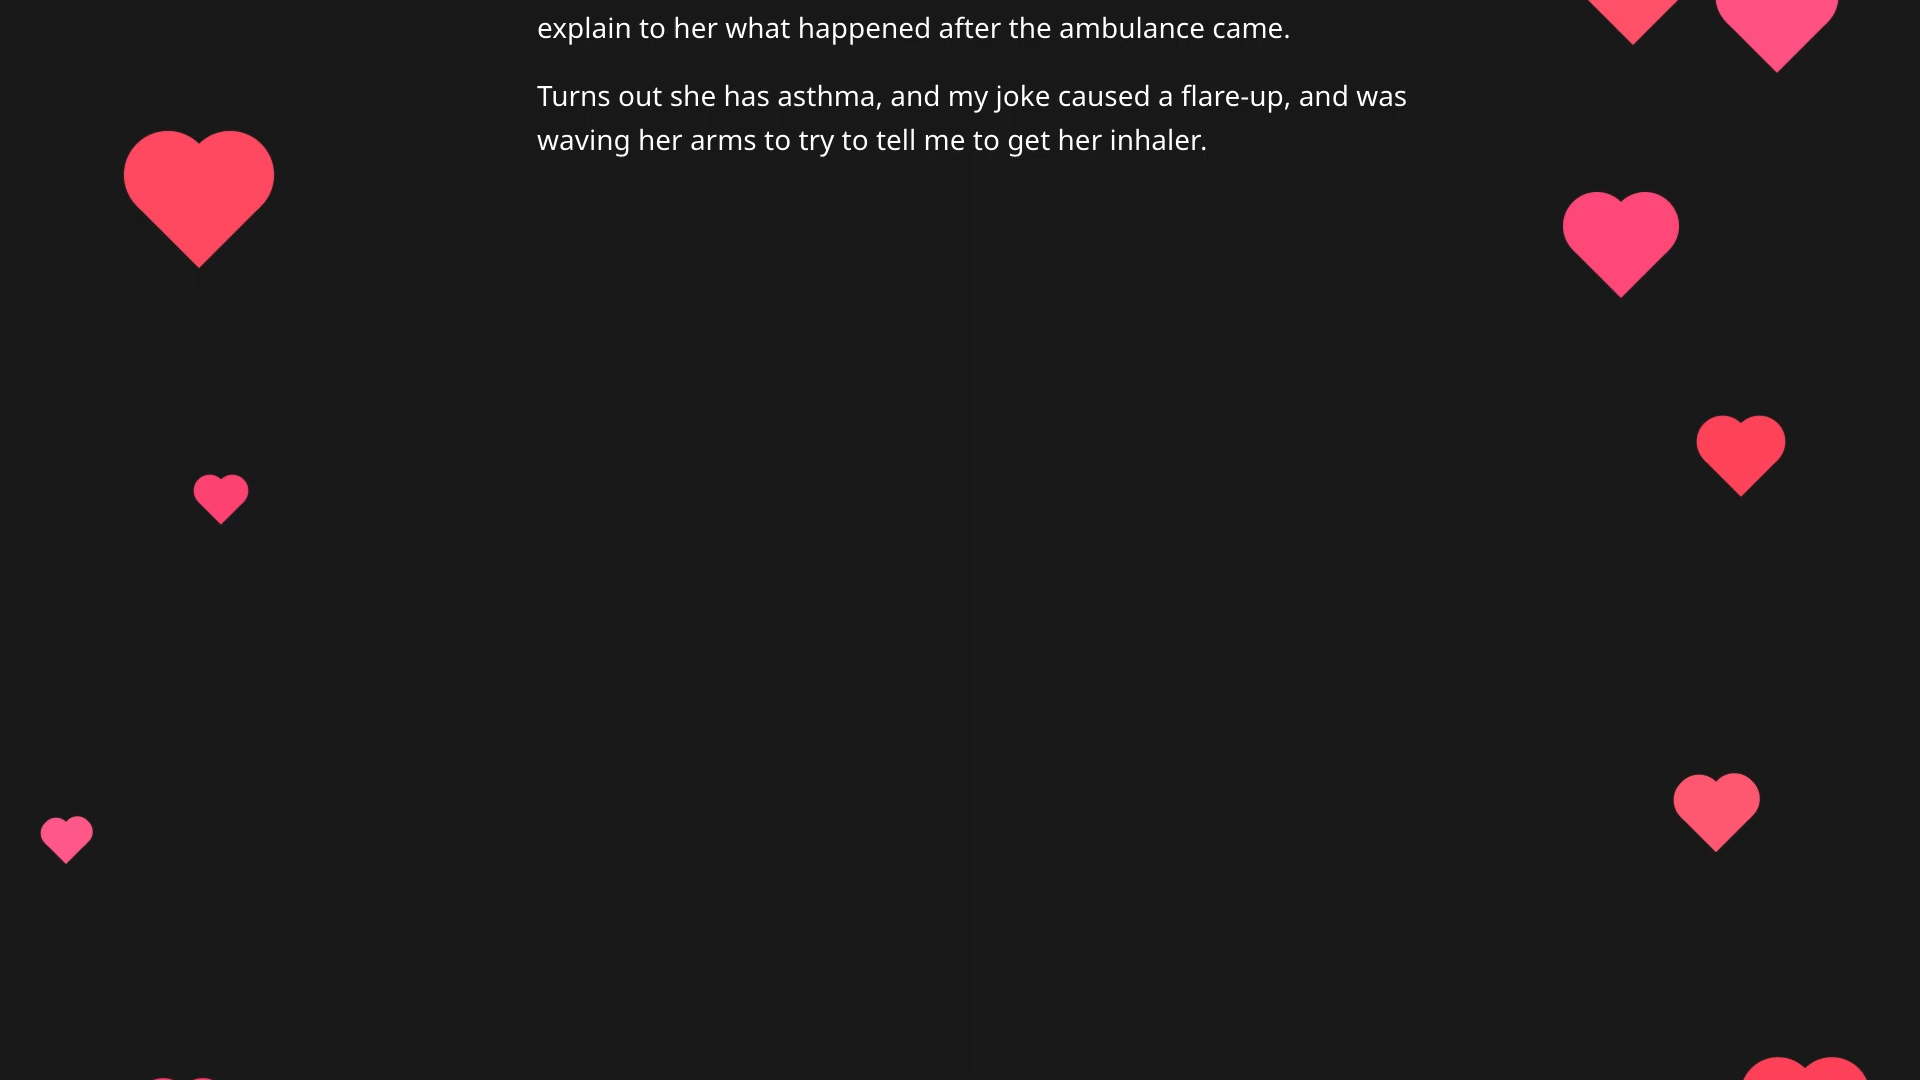 explain to her what happened after the ambulance came.
Turns out she has asthma, and my joke caused a flare-up, and was
waving her arms to try to tell me to get her inhaler.